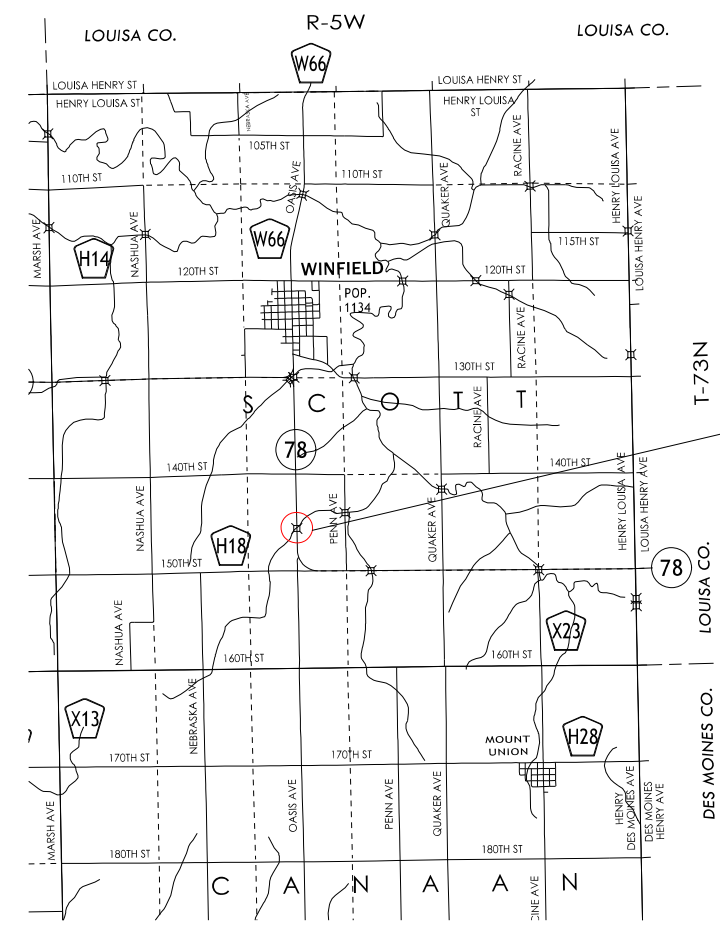 R-5W
LOUISA CO.
LOUISA CO.
W66
LOUISA HENRY ST
HENRY LOUISA ST
LOUISA HENRY ST
HENRY LOUISA
ST
NEBRASKA AVE
RACINE AVE
HENRY LOUISA AVE
105TH ST
110TH ST
110TH ST
OASIS AVE
QUAKER AVE
LOUISA HENRY AVE
MARSH AVE
H14
NASHUA AVE
W66
115TH ST
120TH ST
WINFIELD
120TH ST
POP.
1134
RACINE AVE
130TH ST
T-73N
S C O T T
RACINE AVE
78
140TH ST
140TH ST
NASHUA AVE
PENN AVE
QUAKER AVE
HENRY LOUISA AVE
LOUISA HENRY AVE
H18
150TH ST
78
LOUISA CO.
NASHUA AVE
X23
160TH ST
160TH ST
NEBRASKA AVE
X13
MOUNT
UNION
H28
DES MOINES CO.
170TH ST
170TH ST
MARSH AVE
OASIS AVE
PENN AVE
QUAKER AVE
HENRY
DES MOINES AVE
DES MOINES
HENRY AVE
180TH ST
180TH ST
C A N A A N
CINE AVE